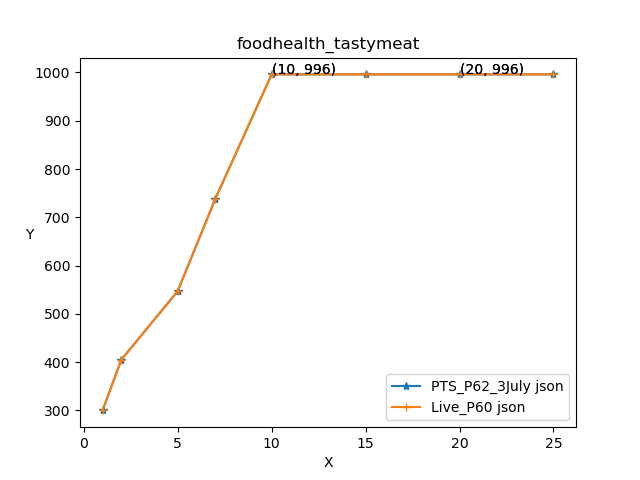 foodhealth_tastymeat
1000
(10, 996)
(20, 996)
900
800
700
Y
600
500
400
300
PTS_P62_3July json
Live_P60 json
0 5 10 15 20 25
X